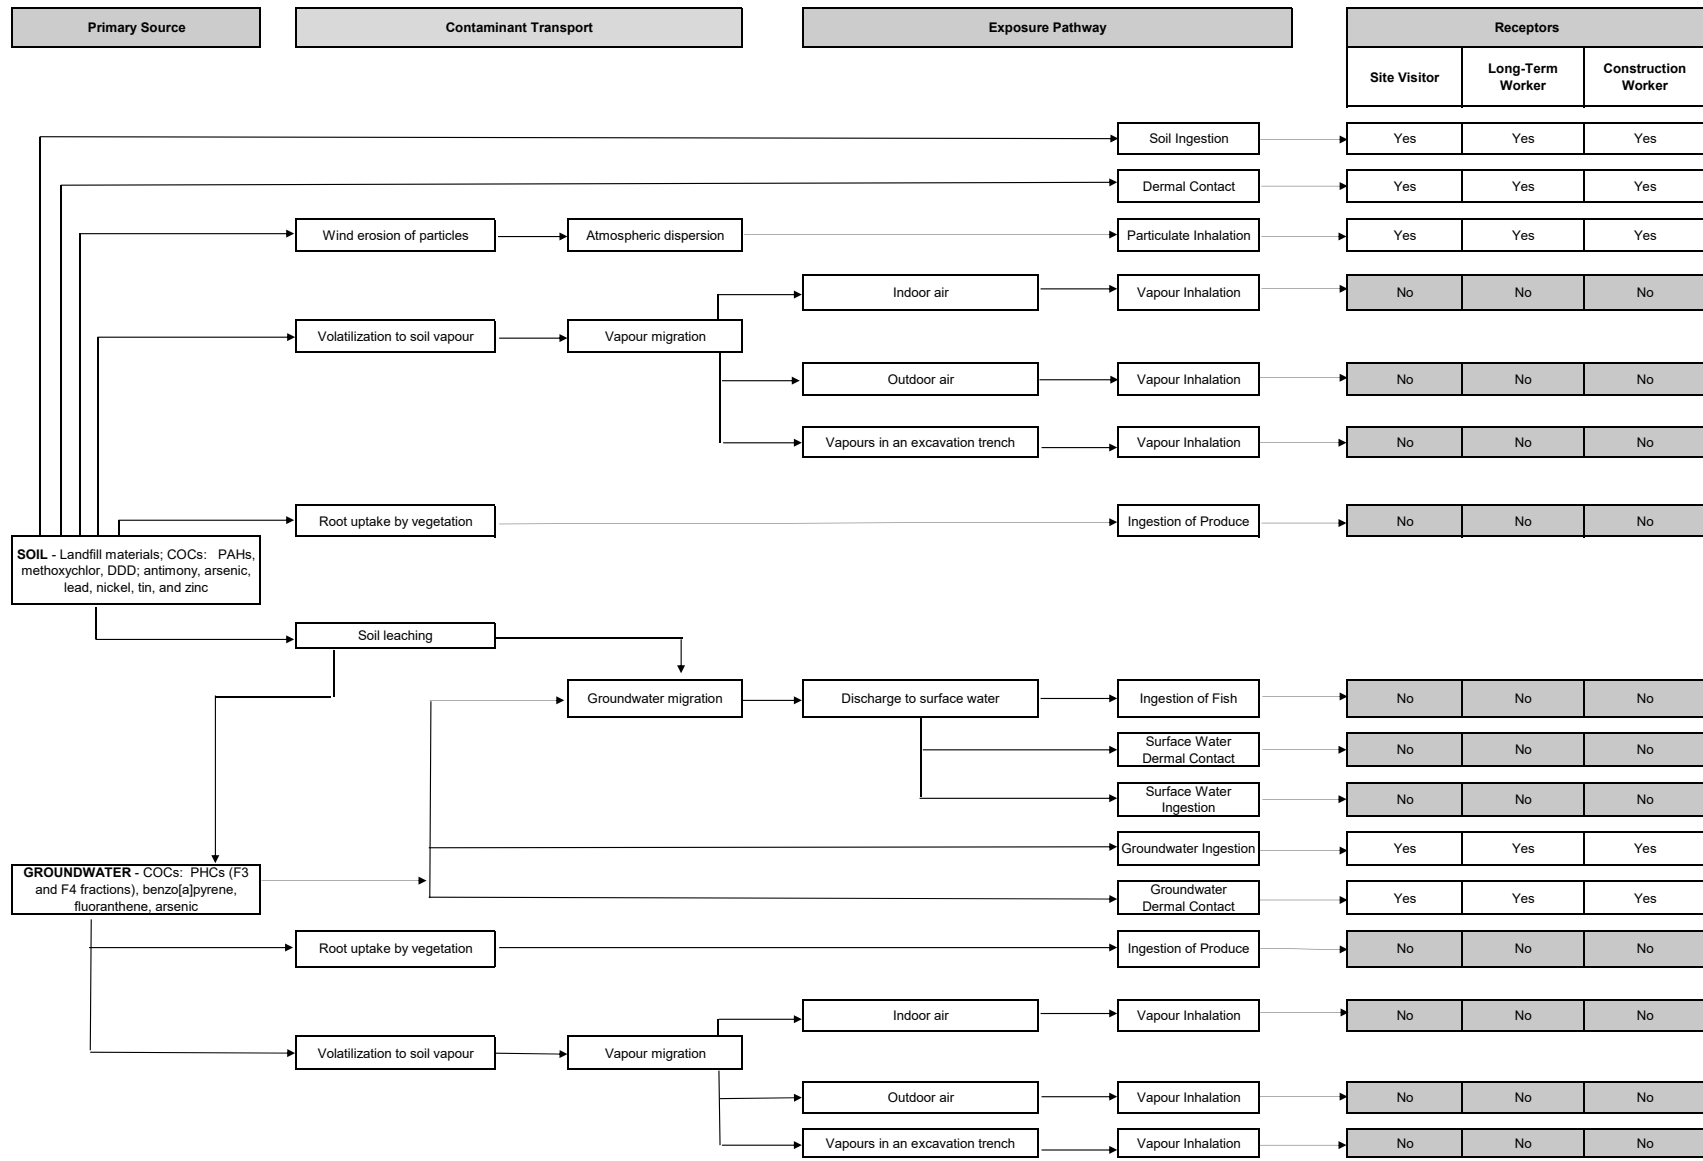 Primary Source
Contaminant Transport
Exposure Pathway
Receptors
Site Visitor
Long-Term
Worker
Construction
Worker
Soil Ingestion
Yes
Yes
Yes
Dermal Contact
Yes
Yes
Yes
Wind erosion of particles
Atmospheric dispersion
Particulate Inhalation
Yes
Yes
Yes
Indoor air
Vapour Inhalation
No
No
No
Volatilization to soil vapour
Vapour migration
Outdoor air
Vapour Inhalation
No
No
No
Vapours in an excavation trench
Vapour Inhalation
No
No
No
Root uptake by vegetation
Ingestion of Produce
No
No
No
SOIL - Landfill materials; COCs: PAHs,
methoxychlor, DDD; antimony, arsenic,
lead, nickel, tin, and zinc
Soil leaching
Groundwater migration
Discharge to surface water
Ingestion of Fish
No
No
No
Surface Water
Dermal Contact
No
No
No
Surface Water
Ingestion
No
No
No
Groundwater Ingestion
Yes
Yes
Yes
GROUNDWATER - COCs: PHCs (F3
and F4 fractions), benzo[a]pyrene,
fluoranthene, arsenic
Groundwater
Dermal Contact
Yes
Yes
Yes
Root uptake by vegetation
Ingestion of Produce
No
No
No
Indoor air
Vapour Inhalation
No
No
No
Volatilization to soil vapour
Vapour migration
Outdoor air
Vapour Inhalation
No
No
No
Vapours in an excavation trench
Vapour Inhalation
No
No
No